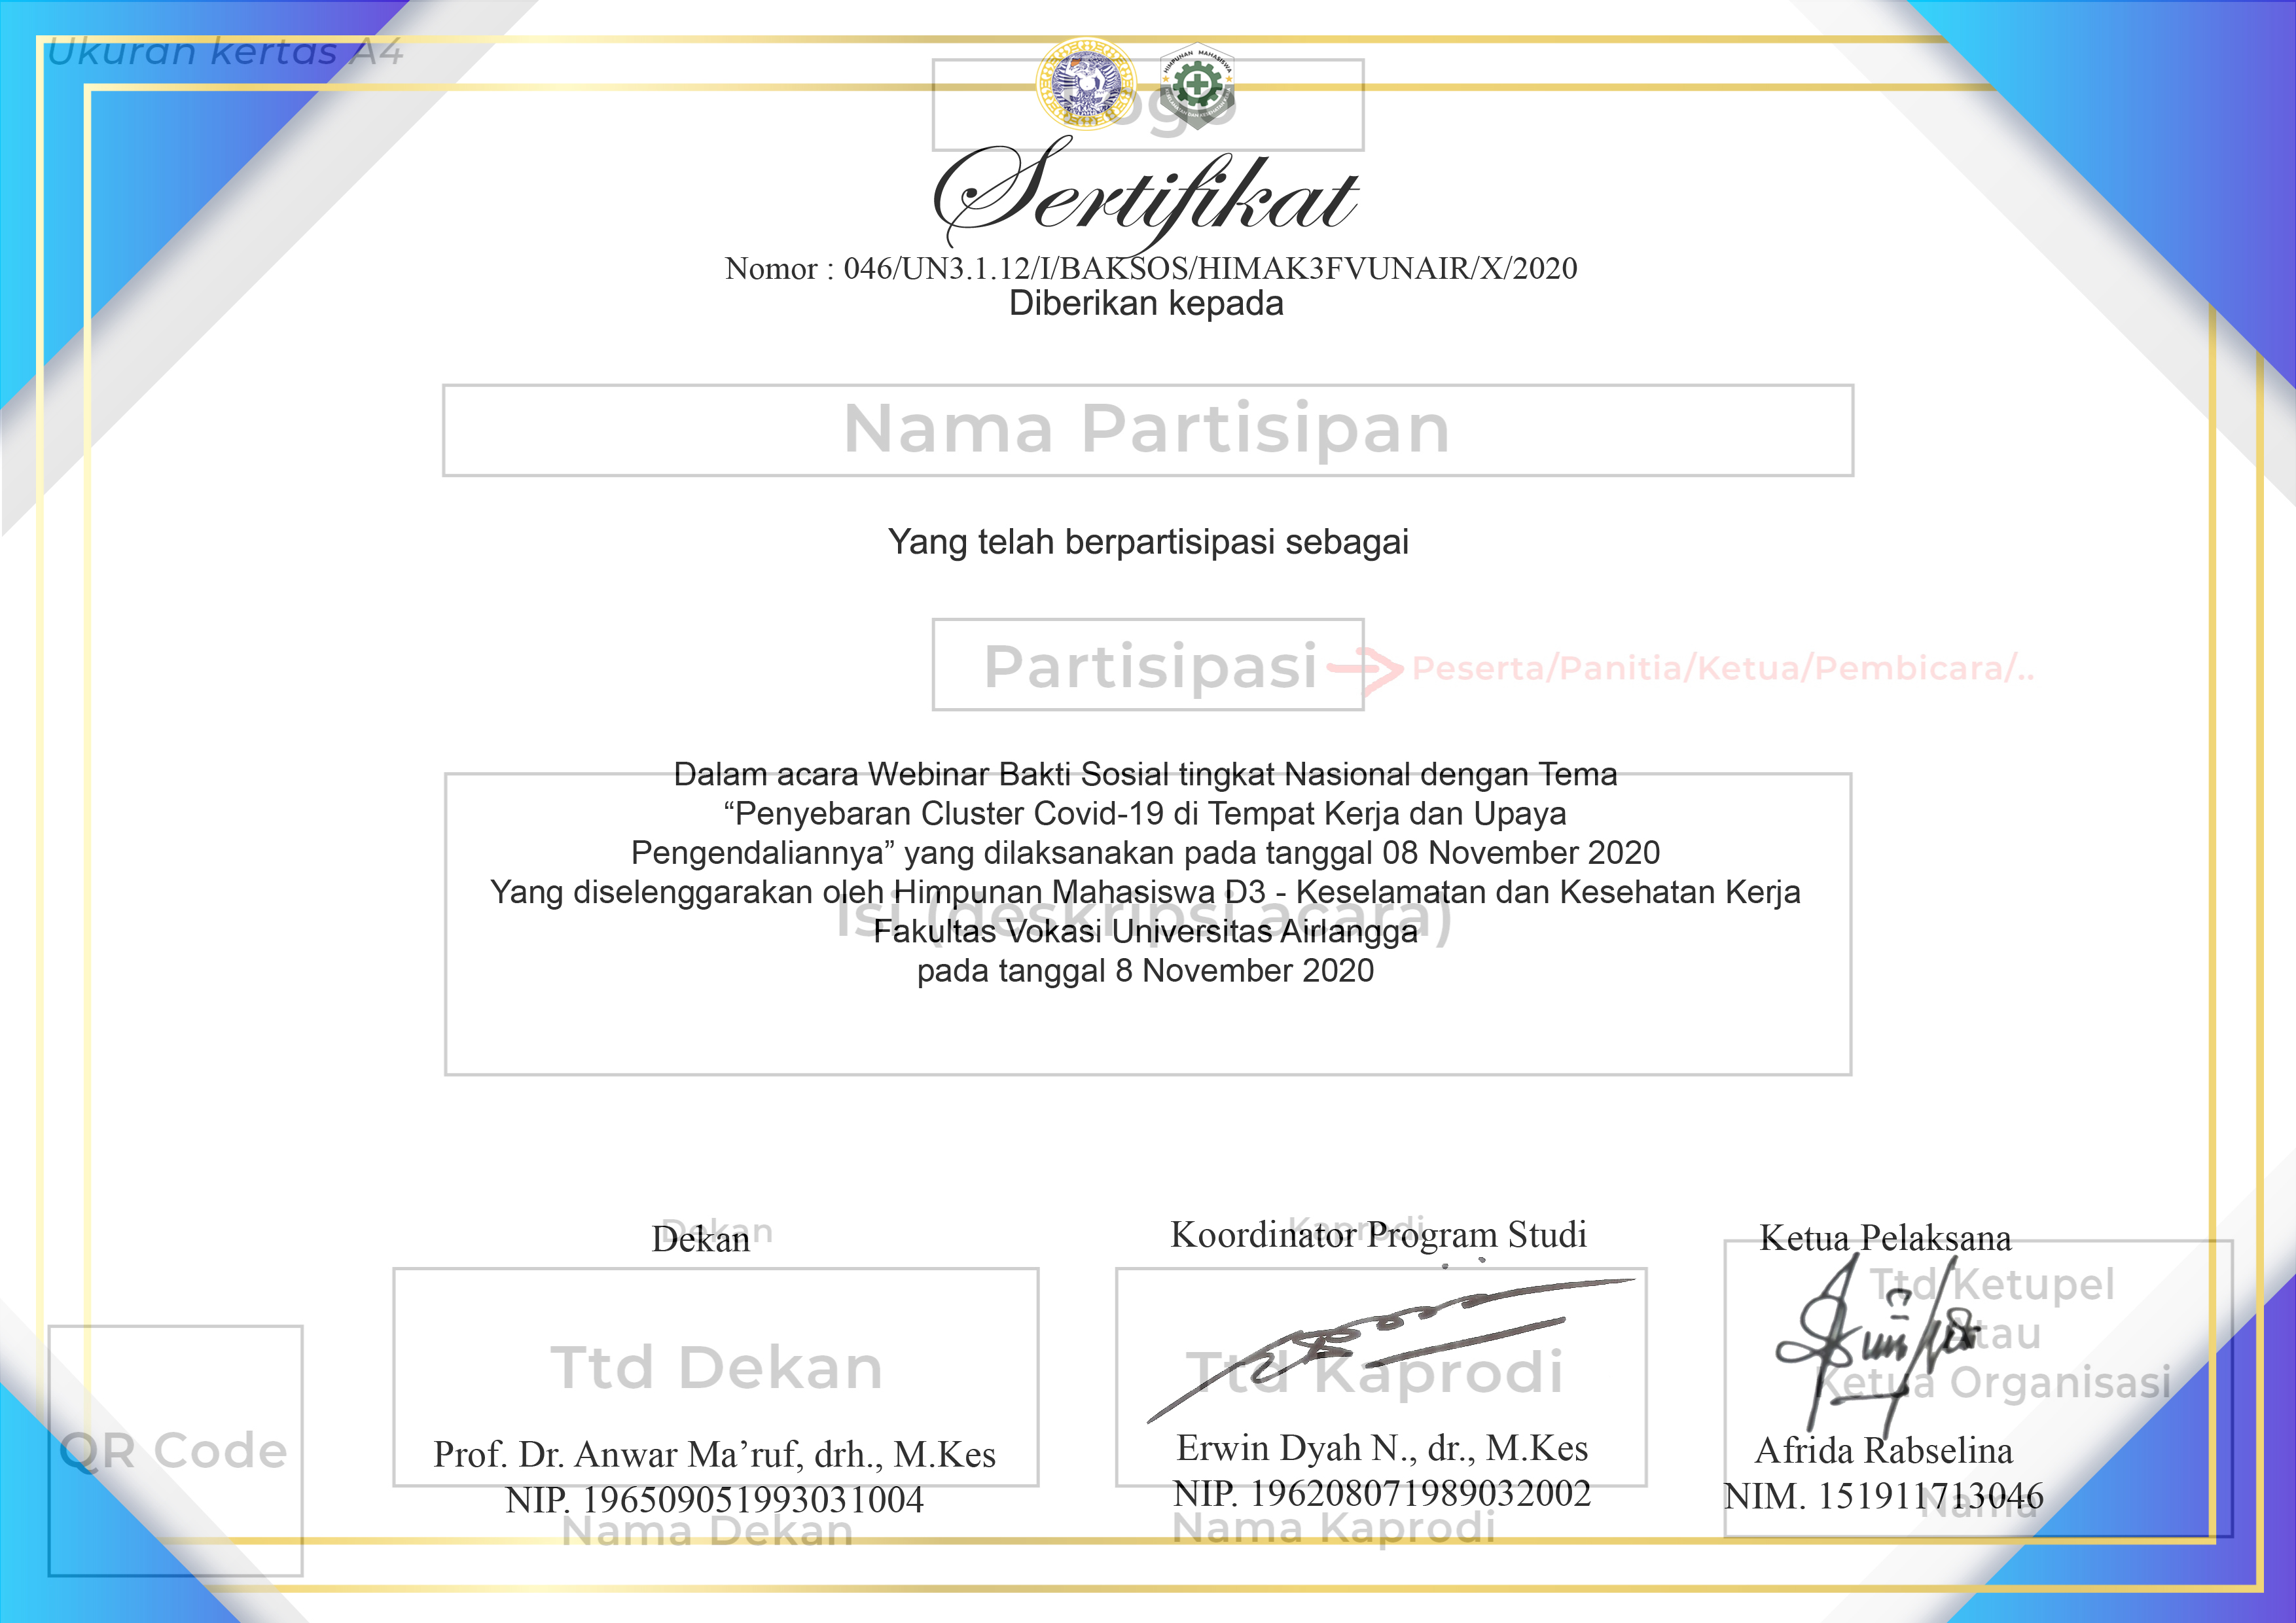 Ukuran kertas A4
HIMPUNAN MAHASISWA
Logo
Sertifikat
Nomor : 046/UN3.1.12/I/BAKSOS/HIMAK3FVUNAIR/X/2020
Diberikan kepada
Nama Partisipan
Yang telah berpartisipasi sebagai
Partisipasi
Peserta/Panitia/Ketua/Pembicara/..
Dalam acara Webinar Bakti Sosial tingkat Nasional dengan Tema
“Penyebaran Cluster Covid-19 di Tempat Kerja dan Upaya
Pengendaliannya” yang dilaksanakan pada tanggal 08 November 2020
Yang diselenggarakan oleh Himpunan Mahasiswa D3 - Keselamatan dan Kesehatan Kerja
Isi (deskripsi acara)
Fakultas Vokasi Universitas Airlangga
pada tanggal 8 November 2020
Dekan
Dekan
Ttd Dekan
Prof. Dr. Anwar Ma’ruf, drh., M.Kes
NIP. 196509051993031004
Nama Dekan
Kaprodi
Koordinator Program Studi
Ttd Kaprodi
Erwin Dyah N., dr., M.Kes
NIP. 196208071989032002
Nama Kaprodi
Ketua Pelaksana
Ttd Ketupel
Atau
Ketua Organisasi
Afrida Rabselina
NIM. 151911713046
Nama
QR Code